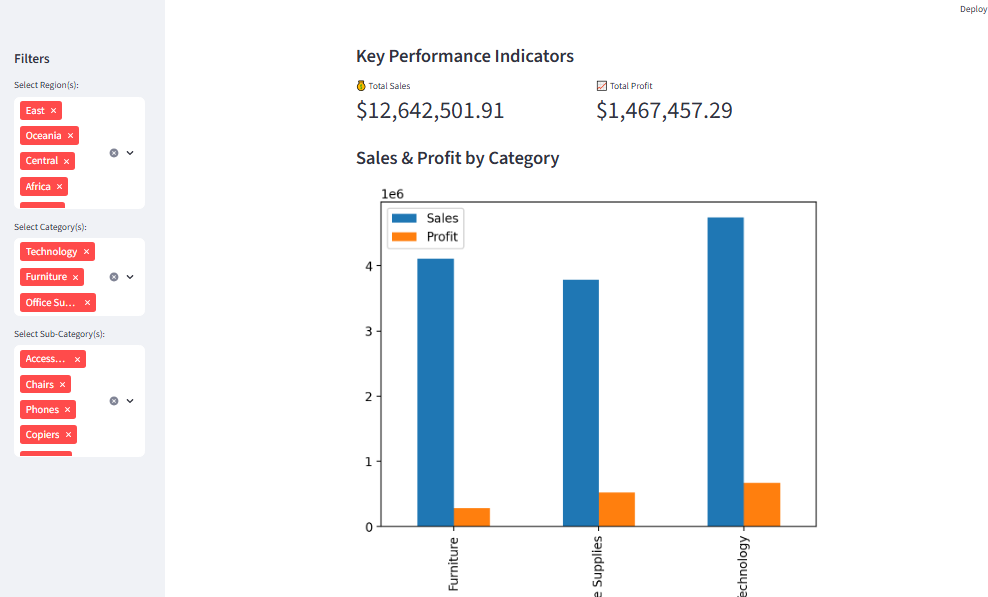 Deploy
Filters
Select Region(s):
East ×
Oceania ×
Central ×
Africa ×
Select Category(s):
Technology ×
Furniture ×
Office Su... ×
Select Sub-Category(s):
Access... ×
Chairs ×
Phones ×
Copiers ×
Key Performance Indicators
💰 Total Sales
$12,642,501.91
📈 Total Profit
$1,467,457.29
Sales & Profit by Category
1e6
Sales
Profit
4
3
2
1
0
Furniture
e Supplies
echnology